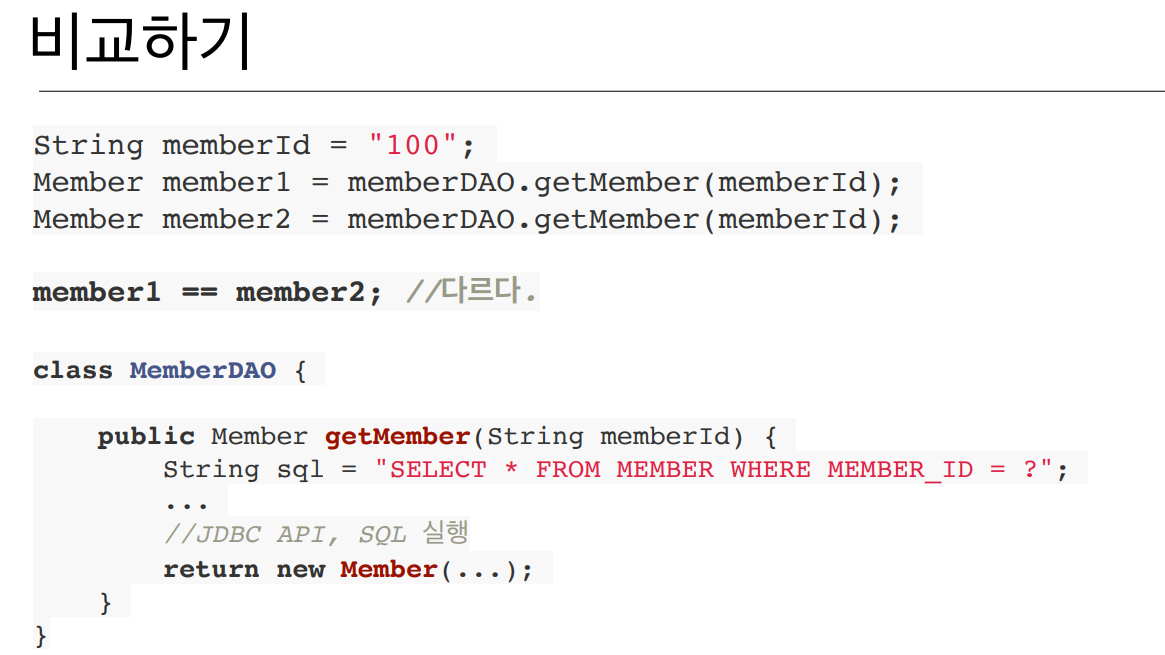 비교하기
String memberId = "100";
Member member1 = memberDAO.getMember(memberId);
Member member2 = memberDAO.getMember(memberId);
member1 == member2; //다르다.
class MemberDAO {
public Member getMember(String memberId) {
String sql = "SELECT * FROM MEMBER WHERE MEMBER_ID = ?";
...
//JDBC API, SQL 실행
return new Member(...);
}
}